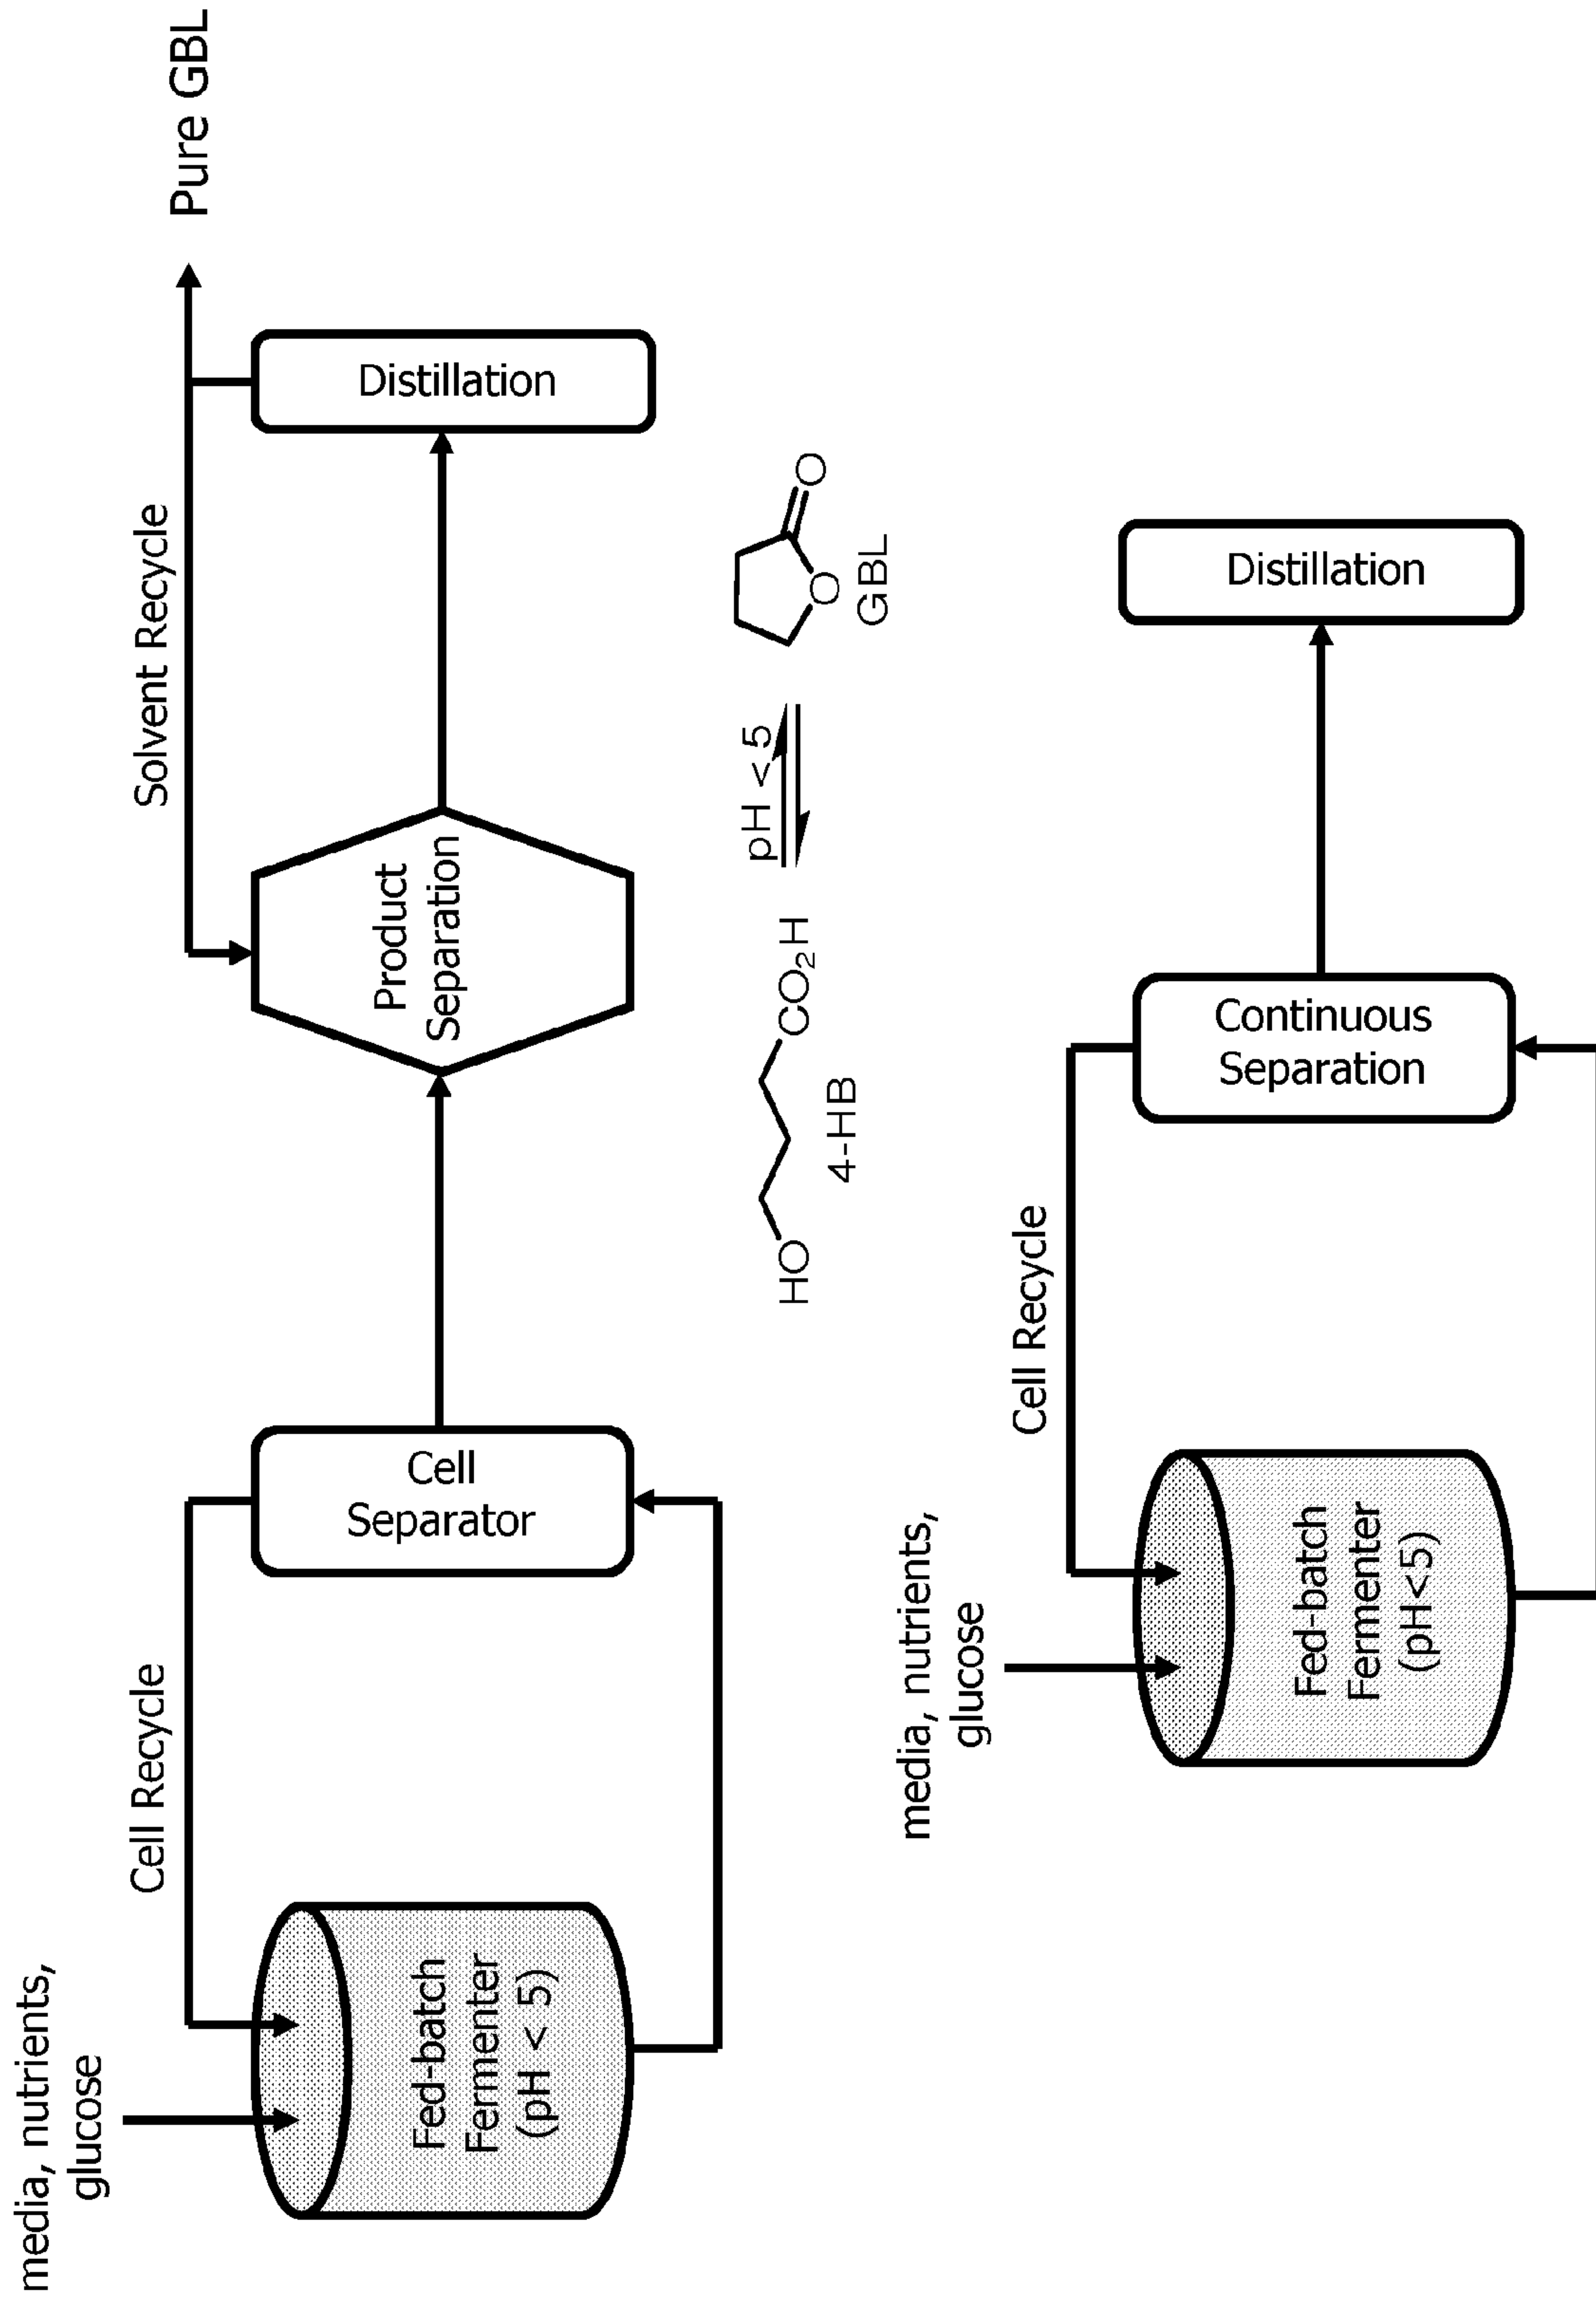 media, nutrients,
glucose
Cell Recycle
Solvent Recycle
Pure GBL
Fed-batch
Fermenter
(pH < 5)
Cell
Separator
Product
Separation
Distillation
HO
CO2H
4-HB
pH < 5
O
O
GBL
media, nutrients,
glucose
Cell Recycle
Fed-batch
Fermenter
(pH<5)
Continuous
Separation
Distillation